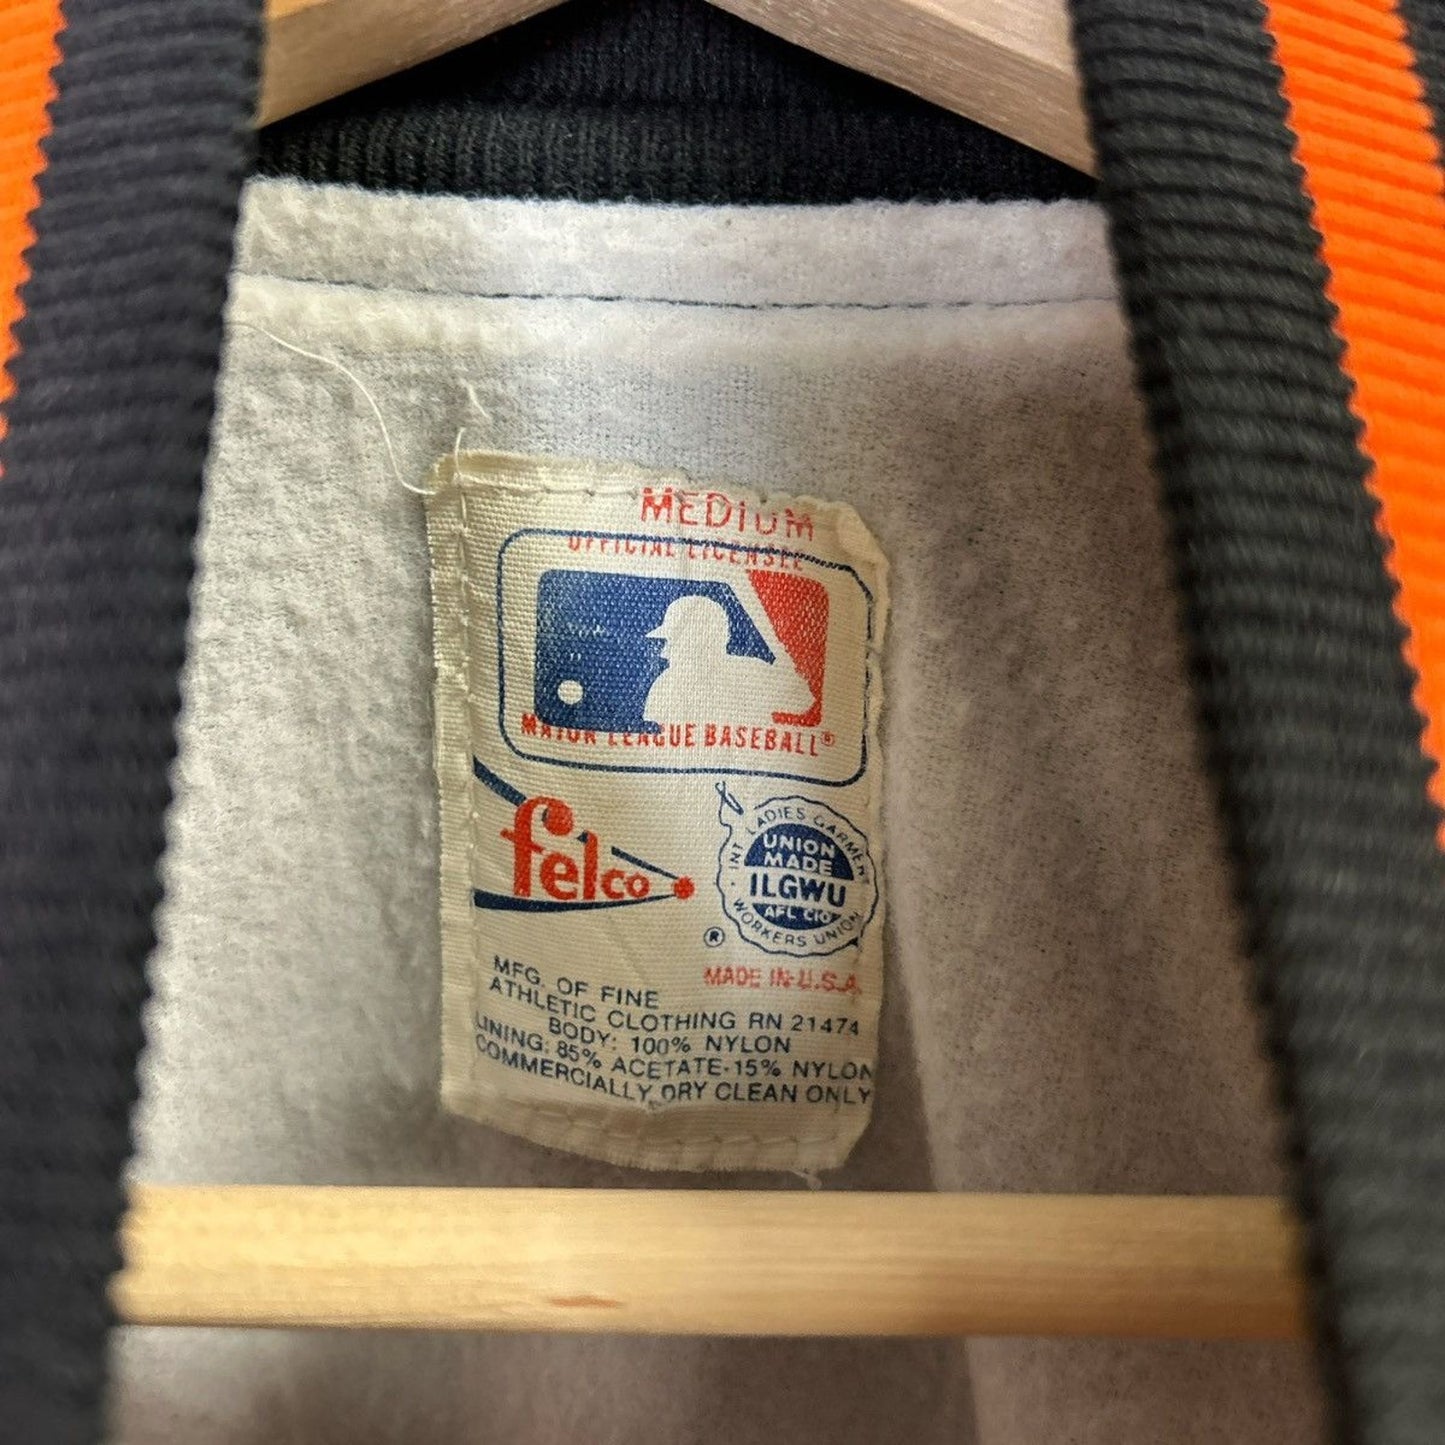 MEDIUM
OFFICIAL LICENSEE
MAJOR LEAGUE BASEBALL®
felco
®
INT LADIES GARMENT
UNION
MADE
ILGWU
AFL CIO
WORKERS UNION
MADE IN U.S.A.
MFG. OF FINE
ATHLETIC CLOTHING RN 21474
BODY: 100% NYLON
LINING: 85% ACETATE-15% NYLON
COMMERCIALLY DRY CLEAN ONLY